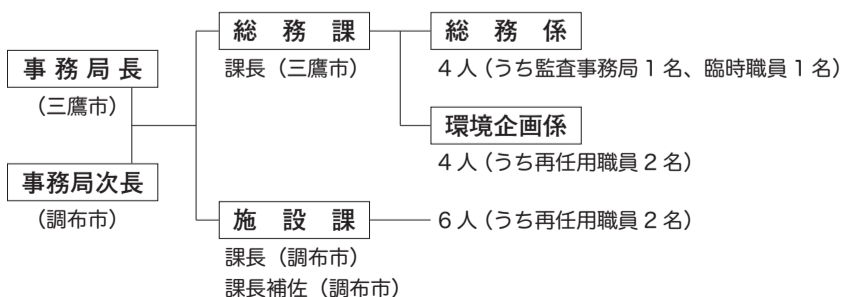 事務局長
(三鷹市)
事務局次長
(調布市)
総務課
課長(三鷹市)
総務係
4人(うち監査事務局1名、臨時職員1名)
環境企画係
4人(うち再任用職員2名)
施設課
6人(うち再任用職員2名)
課長(調布市)
課長補佐(調布市)